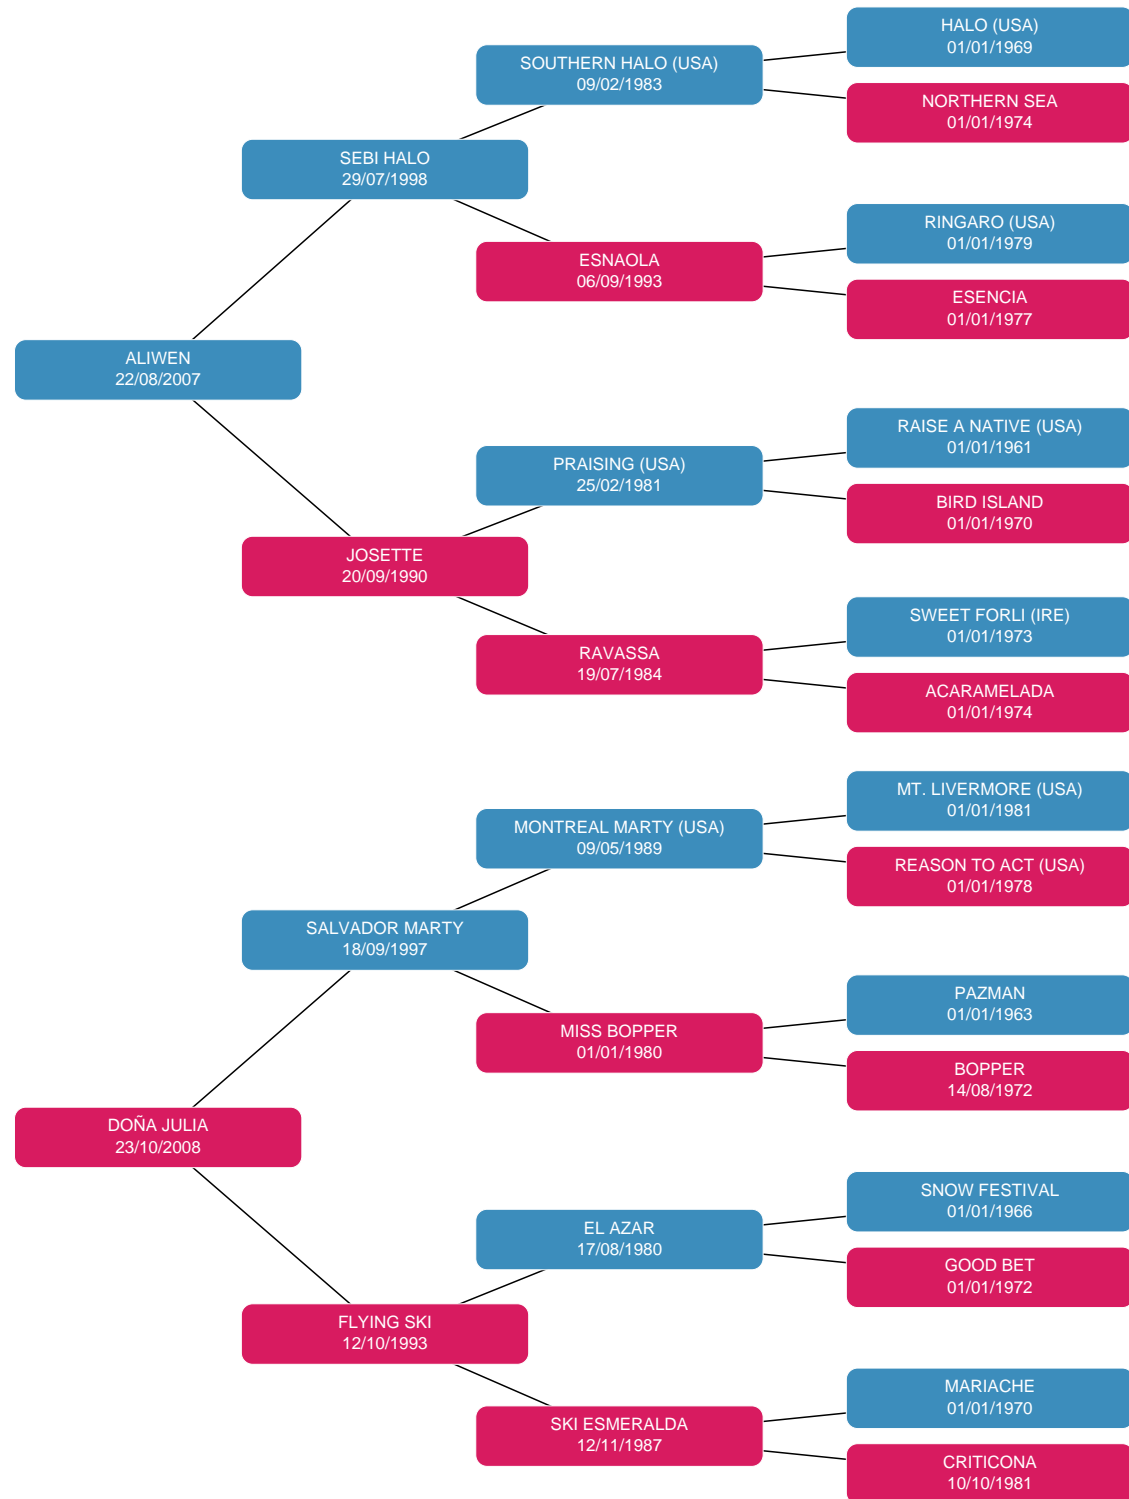 HALO (USA)
01/01/1969
SOUTHERN HALO (USA)
09/02/1983
NORTHERN SEA
01/01/1974
SEBI HALO
29/07/1998
RINGARO (USA)
01/01/1979
ESNAOLA
06/09/1993
ESENCIA
01/01/1977
ALIWEN
22/08/2007
RAISE A NATIVE (USA)
01/01/1961
PRAISING (USA)
25/02/1981
BIRD ISLAND
01/01/1970
JOSETTE
20/09/1990
SWEET FORLI (IRE)
01/01/1973
RAVASSA
19/07/1984
ACARAMELADA
01/01/1974
MT. LIVERMORE (USA)
01/01/1981
MONTREAL MARTY (USA)
09/05/1989
REASON TO ACT (USA)
01/01/1978
SALVADOR MARTY
18/09/1997
PAZMAN
01/01/1963
MISS BOPPER
01/01/1980
BOPPER
14/08/1972
DOÑA JULIA
23/10/2008
SNOW FESTIVAL
01/01/1966
EL AZAR
17/08/1980
GOOD BET
01/01/1972
FLYING SKI
12/10/1993
MARIACHE
01/01/1970
SKI ESMERALDA
12/11/1987
CRITICONA
10/10/1981